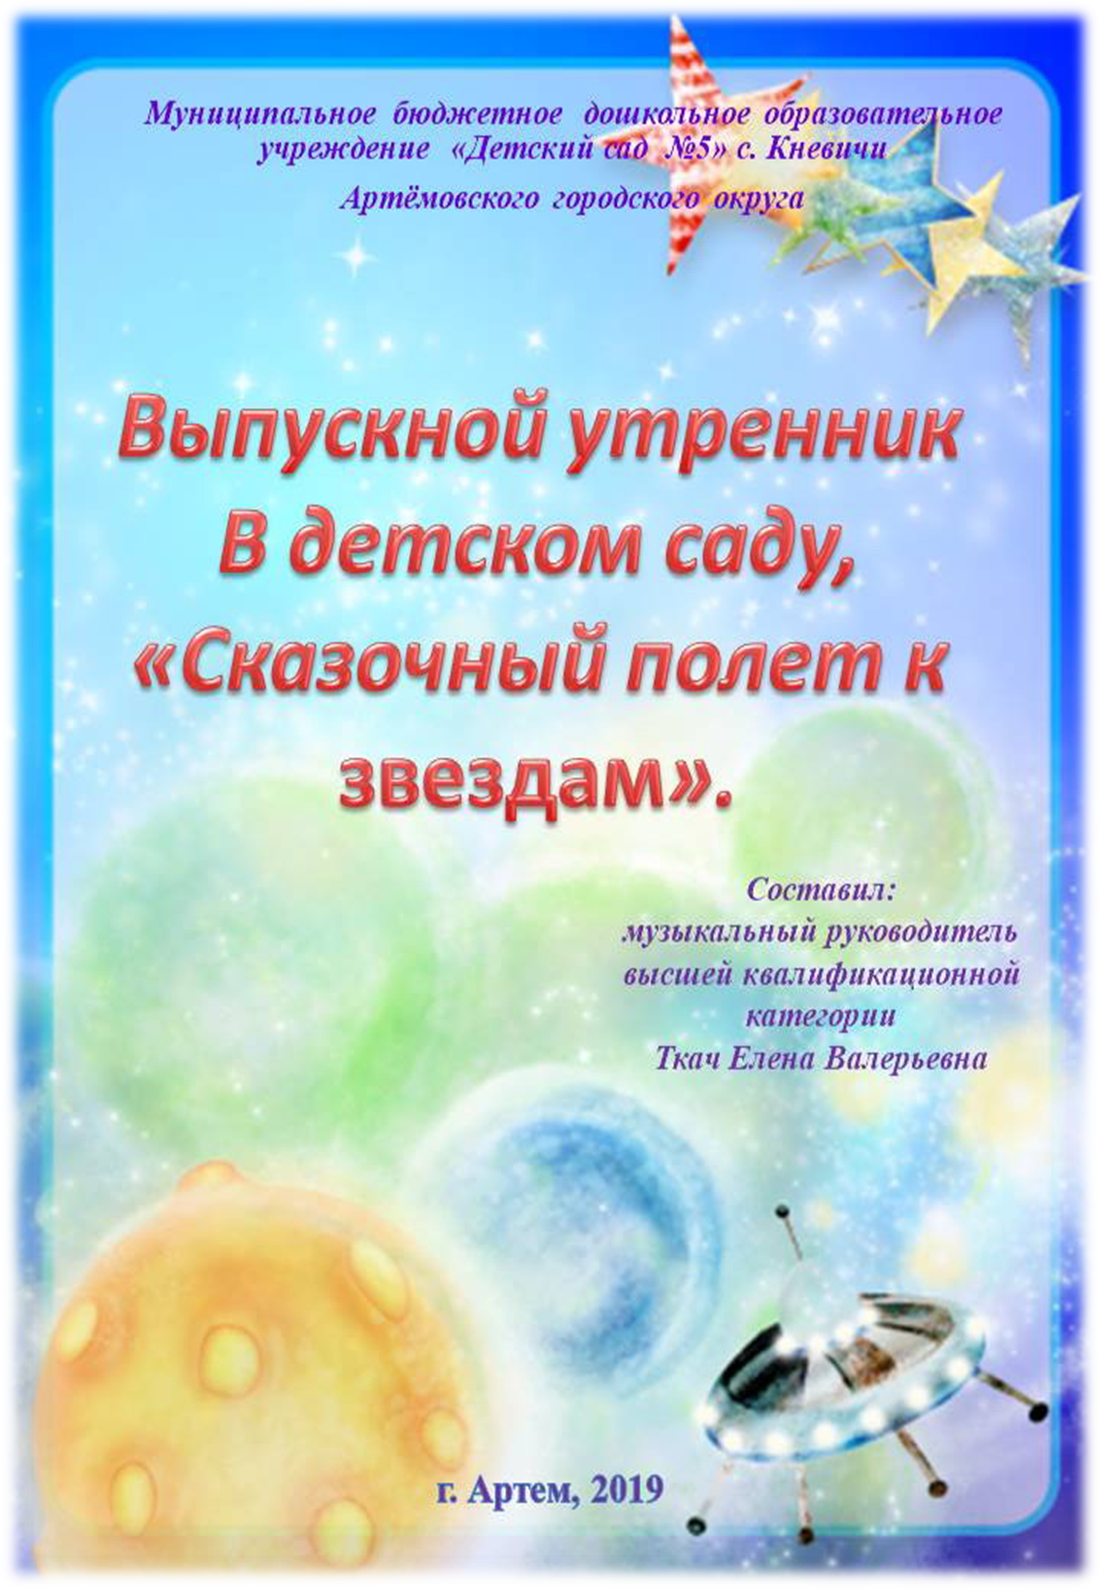 Муниципальное бюджетное дошкольное образовательное
учреждение «Детский сад №5» с. Кневичи
Артёмовского городского округа
Выпускной утренник
В детском саду,
«Сказочный полет к
звездам».
Составил:
музыкальный руководитель
высшей квалификационной
категории
Ткач Елена Валерьевна
г. Артем, 2019